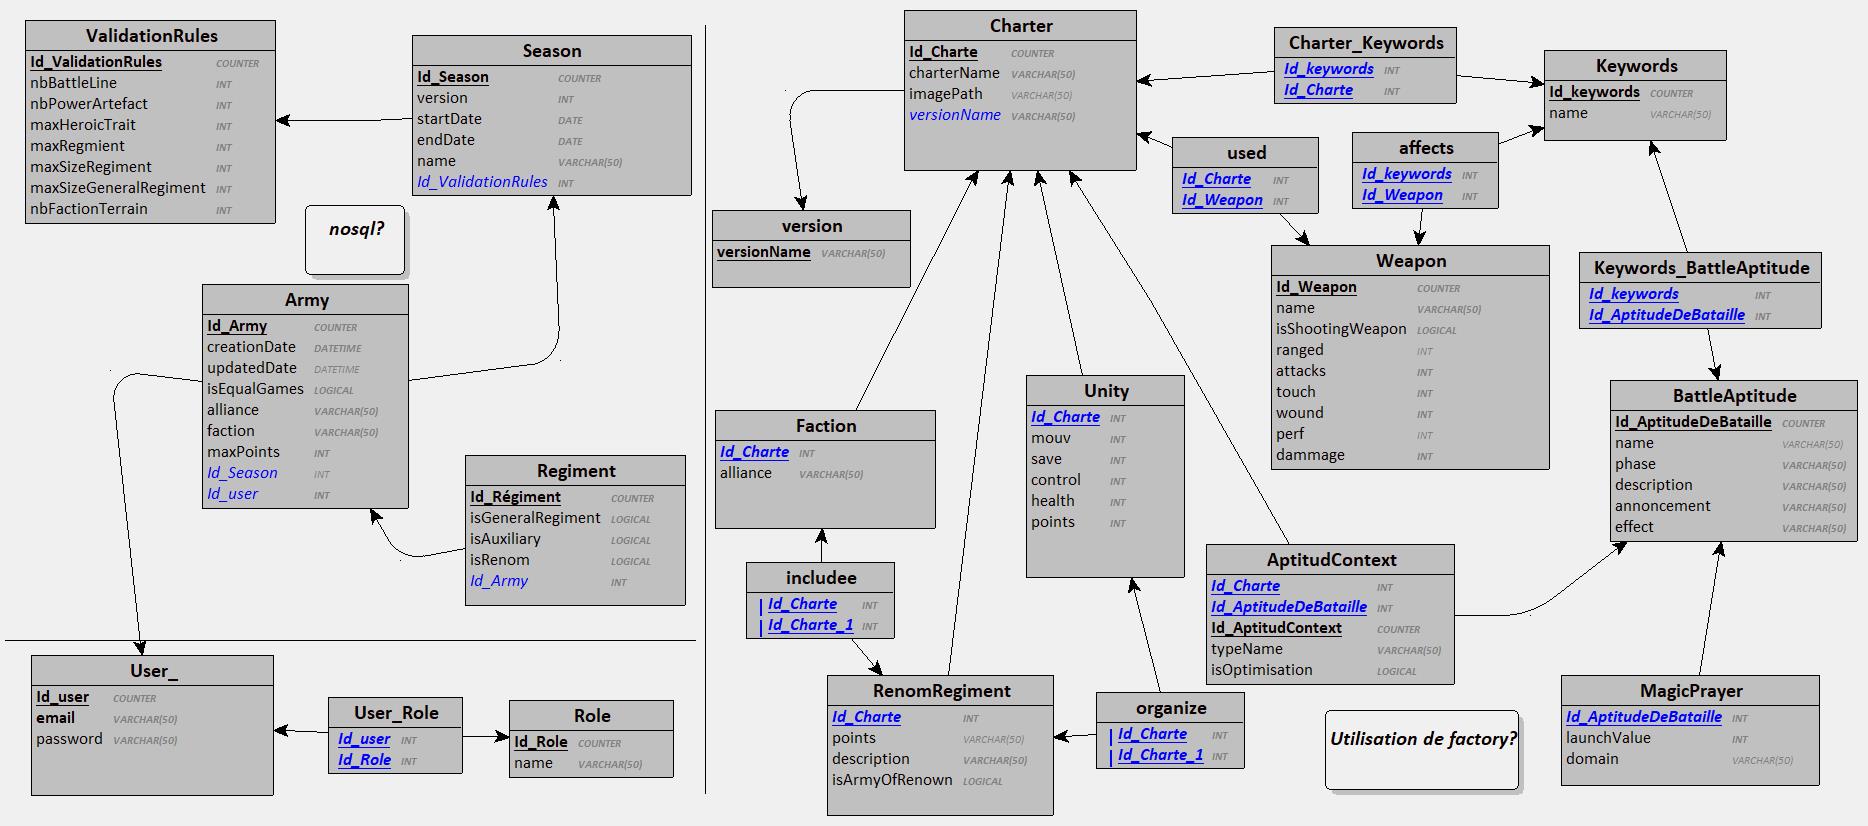 ValidationRules
Id_ValidationRules COUNTER
nbBattleLine INT
nbPowerArtefact INT
maxHeroicTrait INT
maxRegmient INT
maxSizeRegiment INT
maxSizeGeneralRegiment INT
nbFactionTerrain INT
Season
Id_Season COUNTER
version INT
startDate DATE
endDate DATE
name VARCHAR(50)
Id_ValidationRules INT
nosql?
Army
Id_Army COUNTER
creationDate DATETIME
updatedDate DATETIME
isEqualGames LOGICAL
alliance VARCHAR(50)
faction VARCHAR(50)
maxPoints INT
Id_Season INT
Id_user INT
Regiment
Id_Régiment COUNTER
isGeneralRegiment LOGICAL
isAuxiliary LOGICAL
isRenom LOGICAL
Id_Army INT
User_
Id_user COUNTER
email VARCHAR(50)
password VARCHAR(50)
User_Role
Id_user INT
Id_Role INT
Role
Id_Role COUNTER
name VARCHAR(50)
Charter
Id_Charte COUNTER
charterName VARCHAR(50)
imagePath VARCHAR(50)
versionName VARCHAR(50)
Charter_Keywords
Id_keywords INT
Id_Charte INT
Keywords
Id_keywords COUNTER
name VARCHAR(50)
used
Id_Charte INT
Id_Weapon INT
affects
Id_keywords INT
Id_Weapon INT
version
versionName VARCHAR(50)
Weapon
Id_Weapon COUNTER
name VARCHAR(50)
isShootingWeapon LOGICAL
ranged INT
attacks INT
touch INT
wound INT
perf INT
dammage INT
Keywords_BattleAptitude
Id_keywords INT
Id_AptitudeDeBataille INT
BattleAptitude
Id_AptitudeDeBataille COUNTER
name VARCHAR(50)
phase VARCHAR(50)
description VARCHAR(50)
annoncement VARCHAR(50)
effect VARCHAR(50)
Faction
Id_Charte INT
alliance VARCHAR(50)
Unity
Id_Charte INT
mouv INT
save INT
control INT
health INT
points INT
includee
Id_Charte INT
Id_Charte_1 INT
AptitudContext
Id_Charte INT
Id_AptitudeDeBataille INT
Id_AptitudContext COUNTER
typeName VARCHAR(50)
isOptimisation LOGICAL
RenomRegiment
Id_Charte INT
points VARCHAR(50)
description VARCHAR(50)
isArmyOfRenown LOGICAL
organize
Id_Charte INT
Id_Charte_1 INT
Utilisation de factory?
MagicPrayer
Id_AptitudeDeBataille INT
launchValue INT
domain VARCHAR(50)